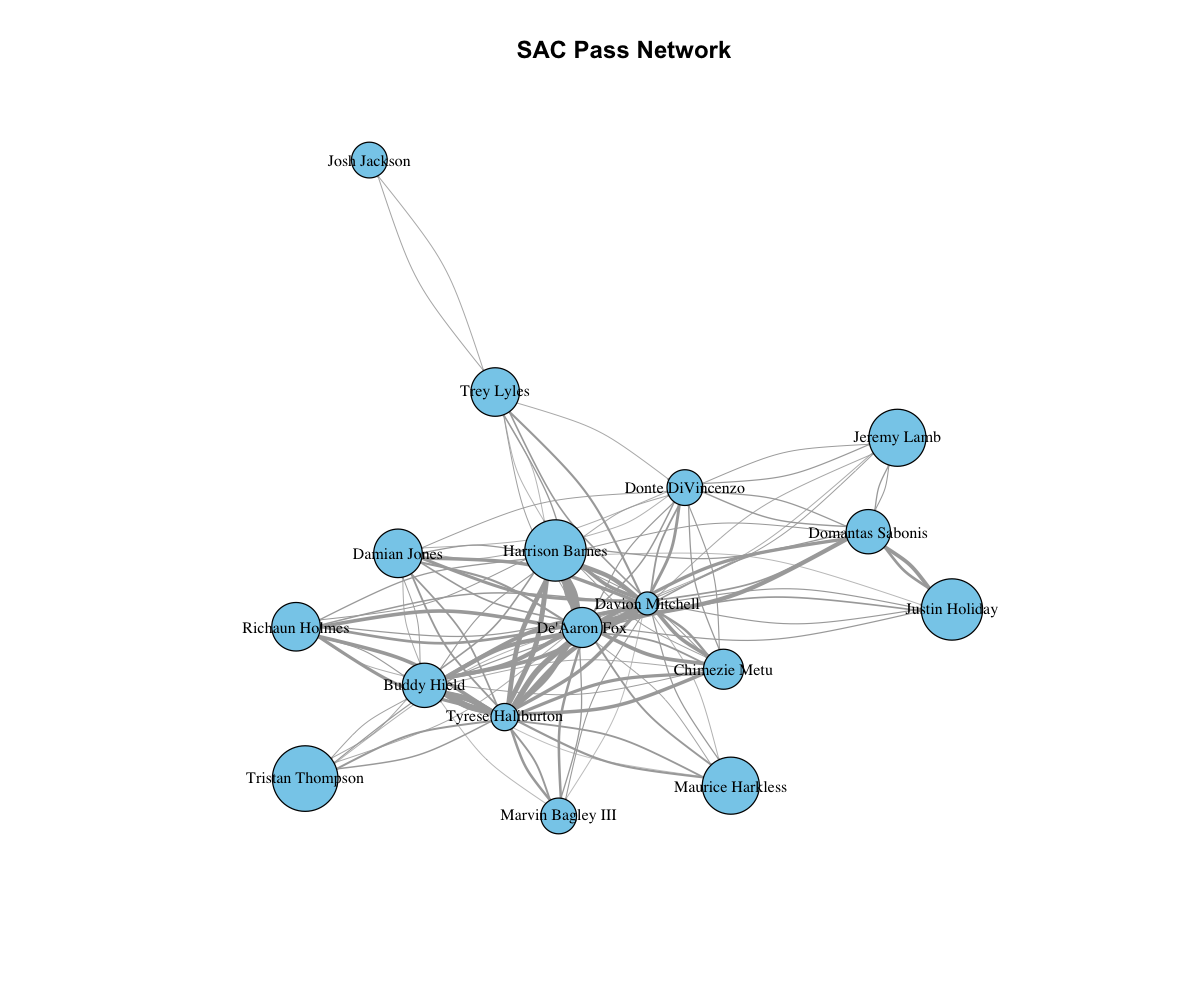 SAC Pass Network
Josh Jackson
Trey Lyles
Jeremy Lamb
Donte DiVincenzo
Domantas Sabonis
Harrison Barnes
Damian Jones
Davion Mitchell
Justin Holiday
Richaun Holmes
De'Aaron Fox
Chimezie Metu
Buddy Hield
Tyrese Haliburton
Tristan Thompson
Maurice Harkless
Marvin Bagley III